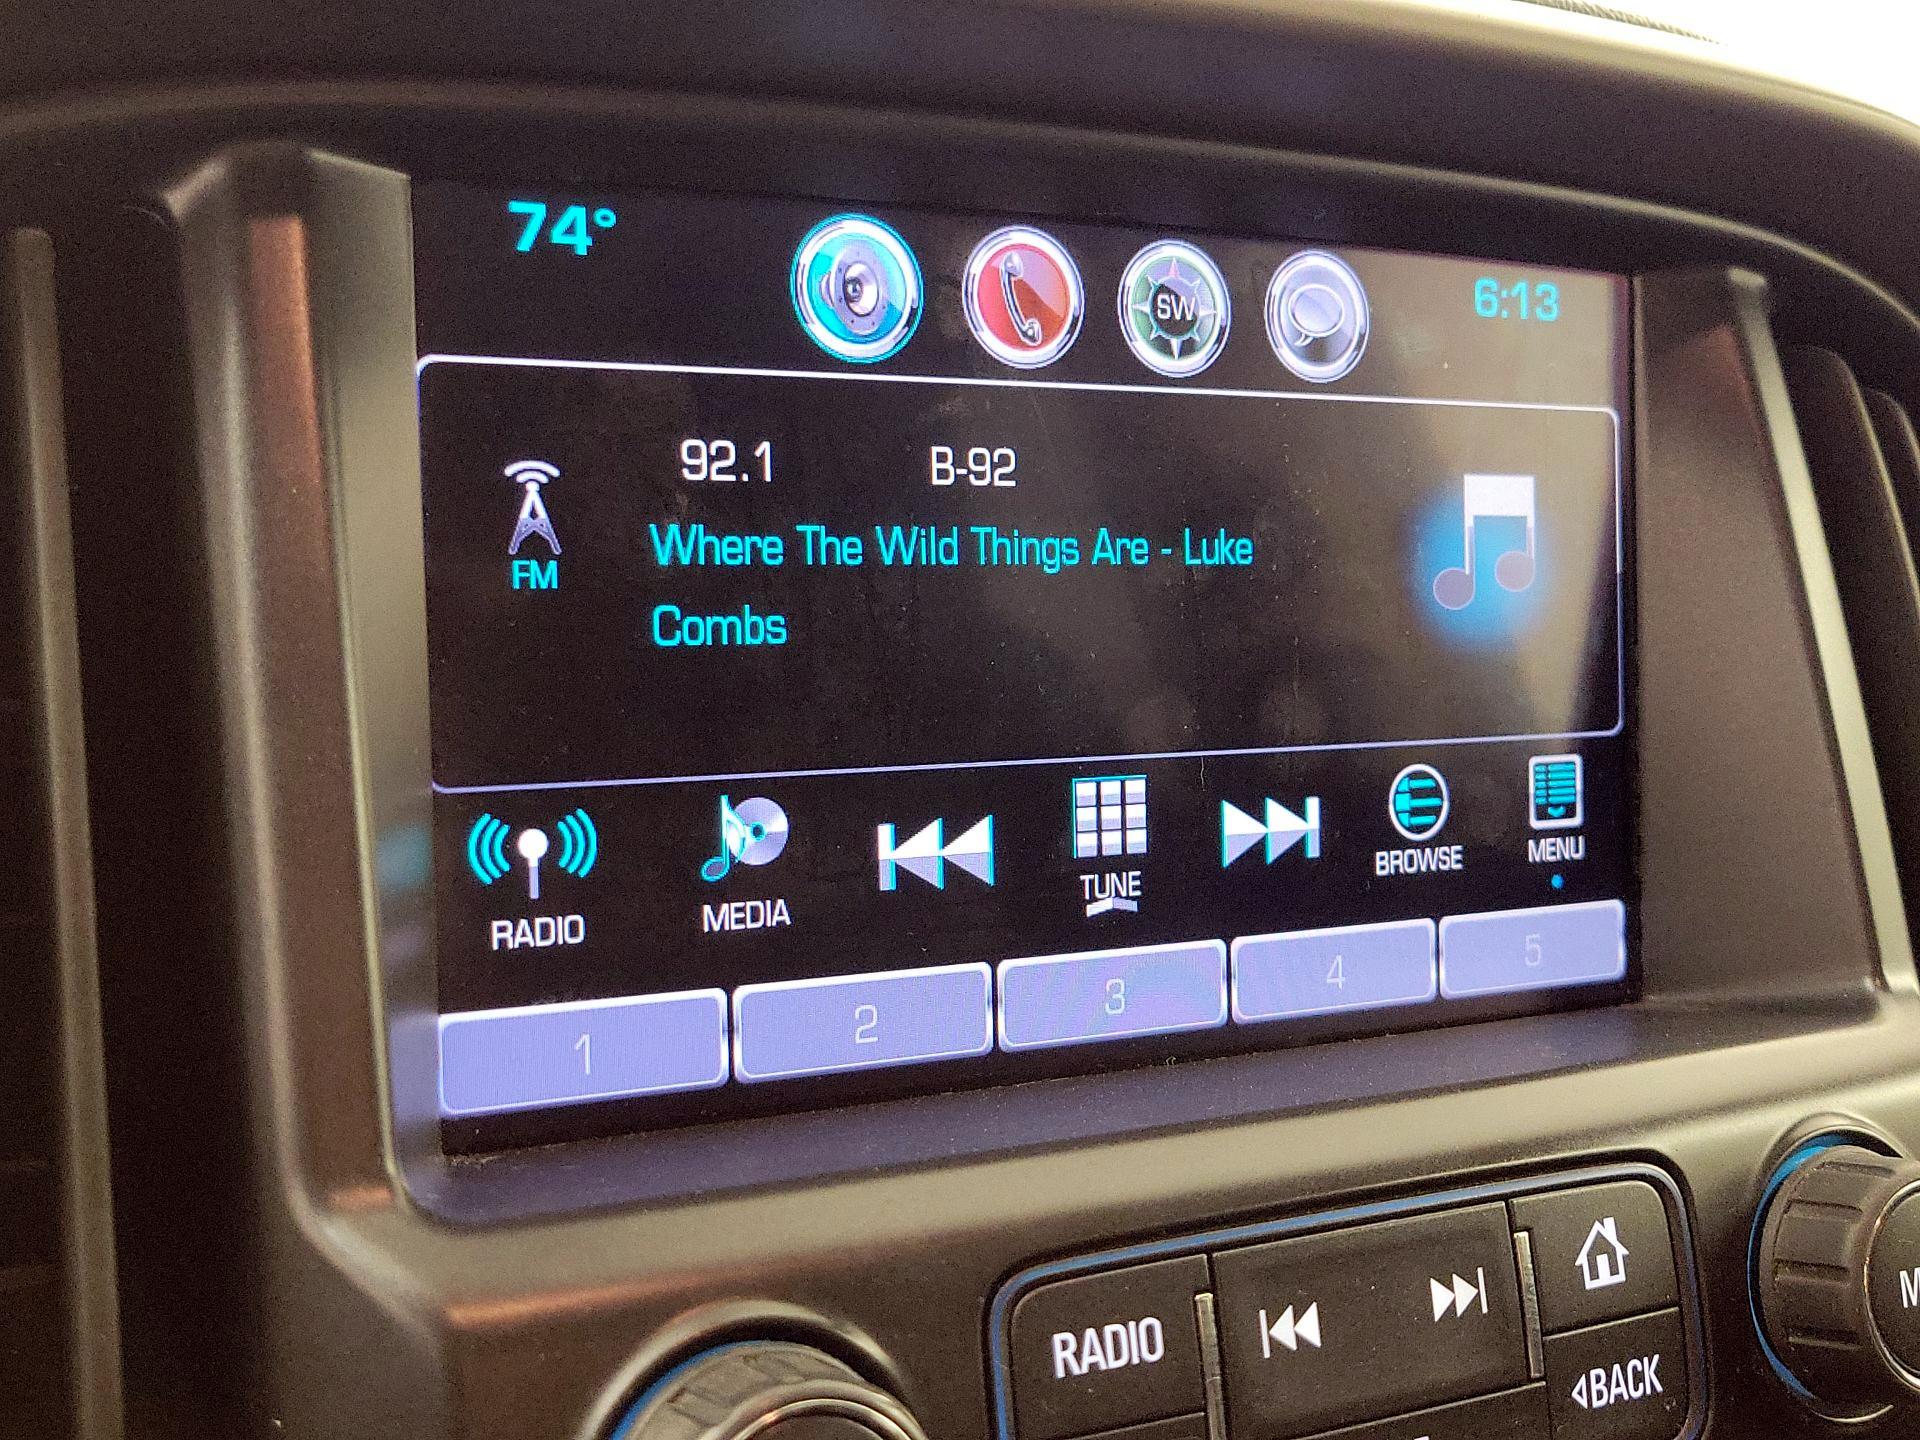 74°
SW
6:13
92.1 B-92
FM
Where The Wild Things Are - Luke
Combs
RADIO
MEDIA
TUNE
BROWSE
MENU
1
2
3
4
5
RADIO
BACK